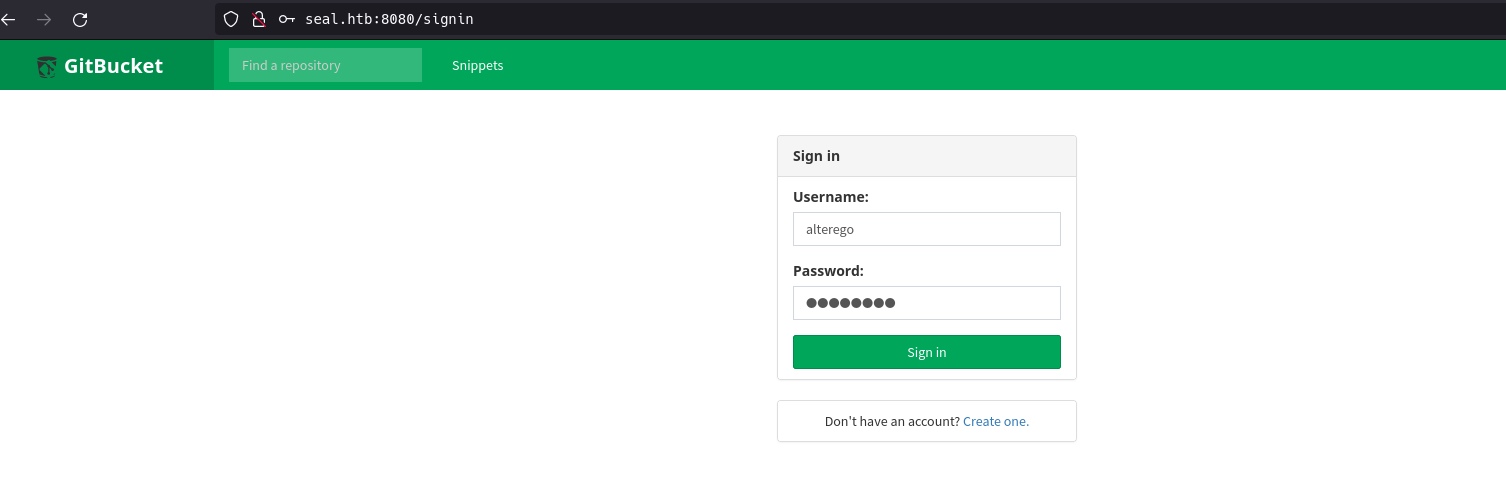 seal.htb:8080/signin
GitBucket Find a repository Snippets
Sign in
Username:
alterego
Password:
●●●●●●●●
Sign in
Don't have an account? Create one.